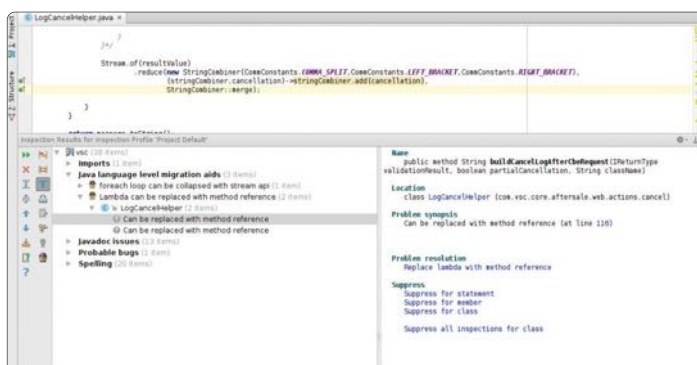 LogCancelHelper.java ×
1: Project
7: Structure
}
}*/
Stream.of(resultValue)
.reduce(new StringCombiner(CommConstants.COMMA_SPLIT,CommConstants.LEFT_BRACKET,CommConstants.RIGHT_BRACKET),
(stringCombiner,cancellation)->stringCombiner.add(cancellation),
StringCombiner::merge);
}
}
Inspection Results for Inspection Profile 'Project Default'
vsc (38 items)
imports (1 item)
Java language level migration aids (3 items)
foreach loop can be collapsed with stream api (1 item)
Lambda can be replaced with method reference (2 items)
LogCancelHelper (2 items)
Can be replaced with method reference
Can be replaced with method reference
Javadoc issues (13 items)
Probable bugs (1 item)
Spelling (20 items)
Name
public method String buildCancelLogAfterCbeRequest(IReturnType
validationResult, boolean partialCancellation, String className)
Location
class LogCancelHelper (com.vsc.core.aftersale.web.actions.cancel)
Problem synopsis
Can be replaced with method reference (at line 116)
Problem resolution
Replace lambda with method reference
Suppress
Suppress for statement
Suppress for member
Suppress for class
Suppress all inspections for class